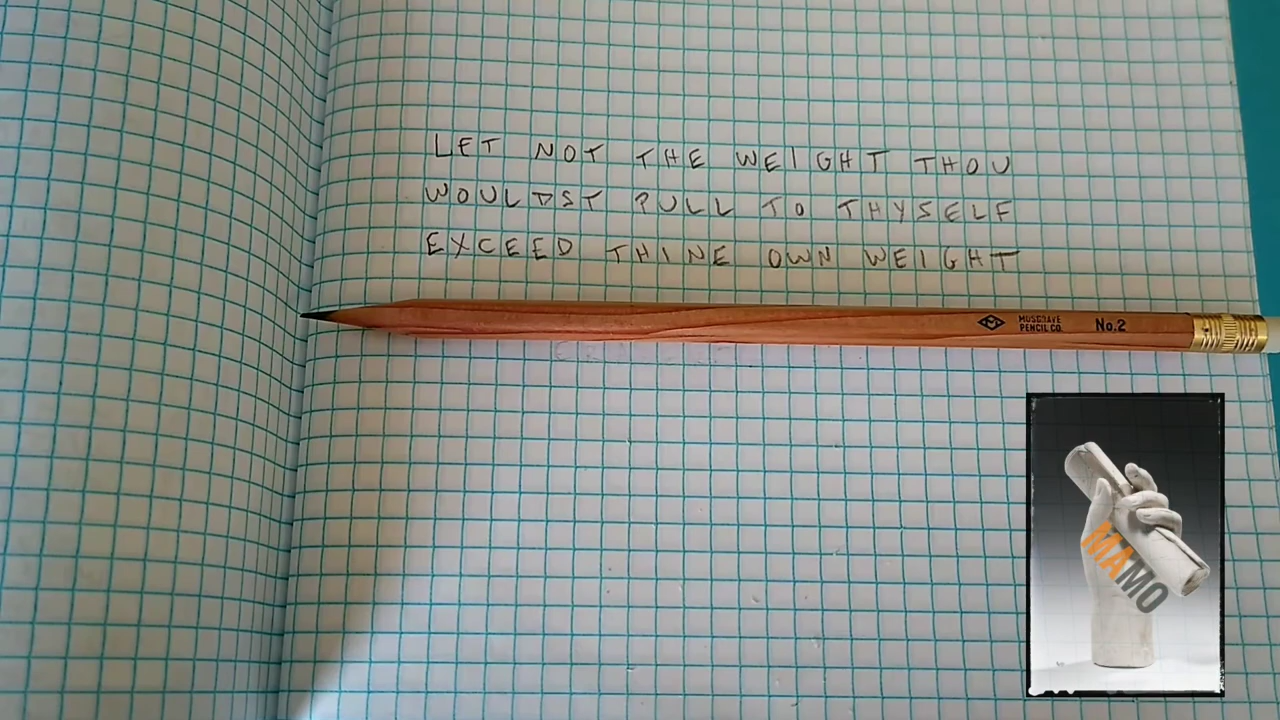 LET NOT THE WEIGHT THOU
WOULDST PULL TO THYSELF
EXCEED THINE OWN WEIGHT
MUSGRAVE
PENCIL CO. No.2
MAMO